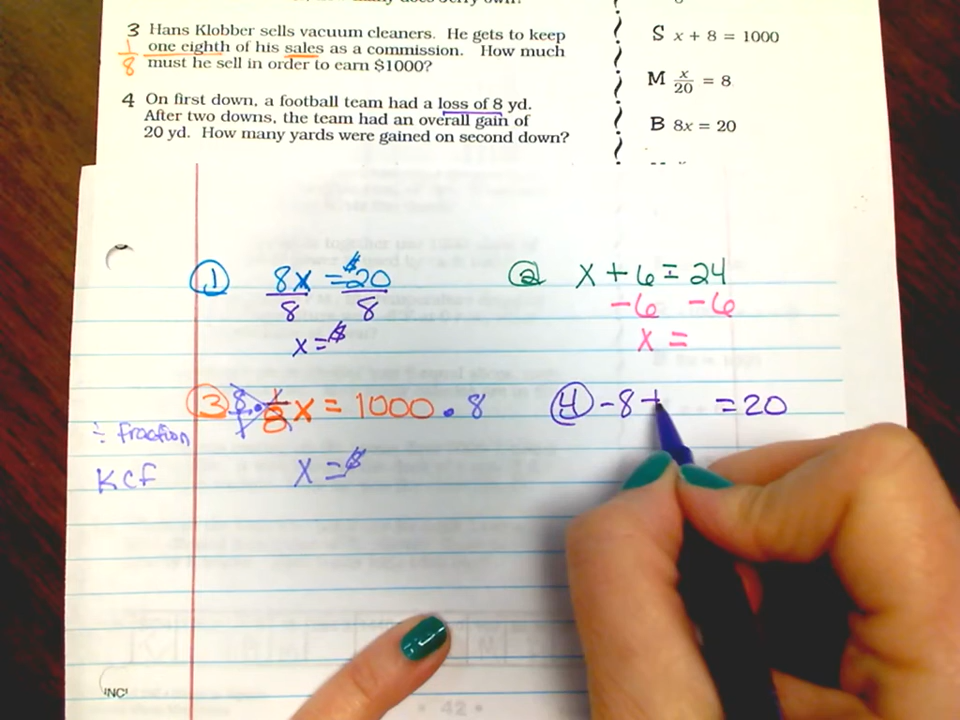 3 Hans Klobber sells vacuum cleaners. He gets to keep
one eighth of his sales as a commission. How much
must he sell in order to earn $1000?
1/8
4 On first down, a football team had a loss of 8 yd.
After two downs, the team had an overall gain of
20 yd. How many yards were gained on second down?
S x + 8 = 1000
M x/20 = 8
B 8x = 20
① 8x = $20
8 8
x = $
② x + 6 = 24
-6 -6
x =
③ 8/1 • 1/8 x = 1000 • 8
x = $
÷ fraction
KCF
④ -8 + = 20
42